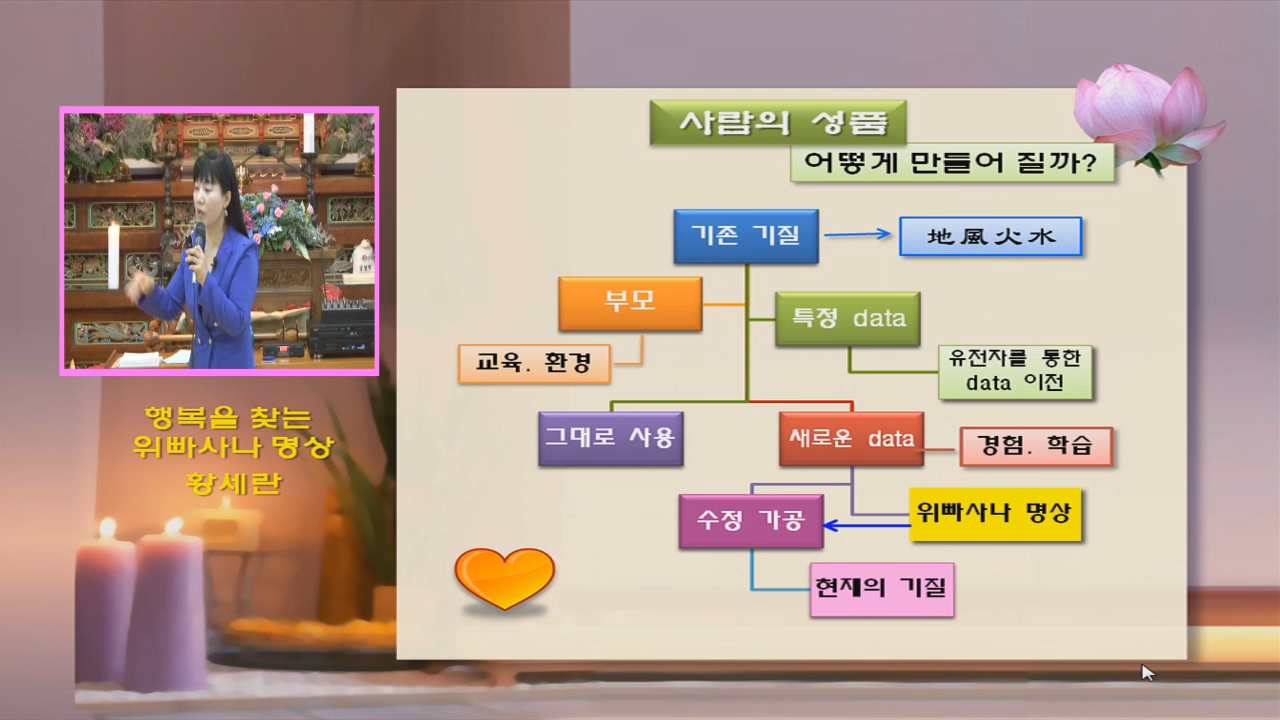 사람의 성품
어떻게 만들어 질까?
기존 기질
地風火水
부모
특정 data
교육. 환경
유전자를 통한
data 이전
그대로 사용
새로운 data
경험. 학습
수정 가공
위빠사나 명상
현재의 기질
행복을 찾는
위빠사나 명상
황세란